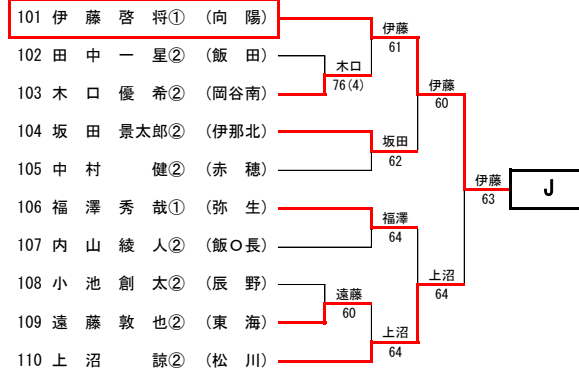 101 伊 藤 啓 将① (向 陽)
102 田 中 一 星② (飯 田)
103 木 口 優 希② (岡谷南)
104 坂 田 景太郎② (伊那北)
105 中 村 健② (赤 穂)
106 福 澤 秀 哉① (弥 生)
107 内 山 綾 人② (飯O長)
108 小 池 創 太② (辰 野)
109 遠 藤 敦 也② (東 海)
110 上 沼 諒② (松 川)
木口
76(4)
遠藤
60
伊藤
61
坂田
62
福澤
64
上沼
64
伊藤
60
上沼
64
伊藤
63
J